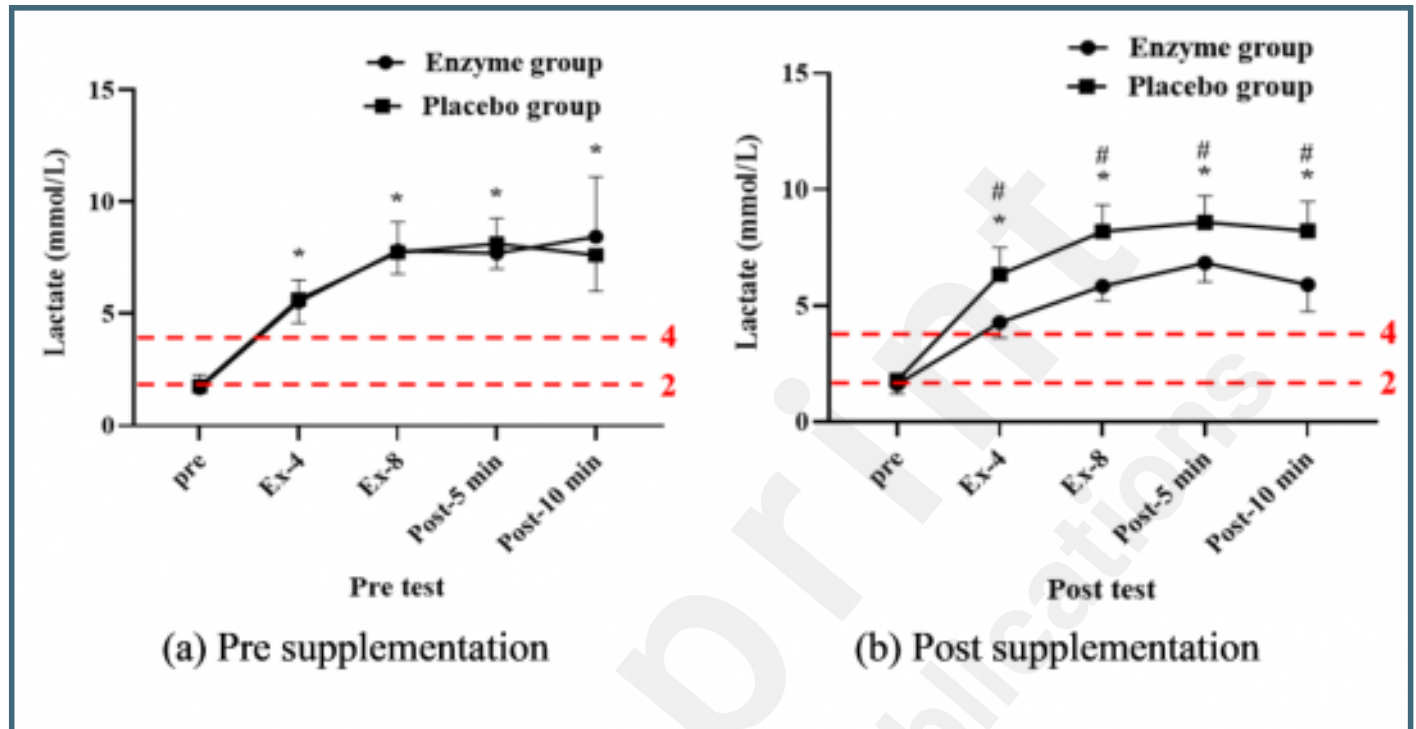 Enzyme group
Placebo group
15
10
5
0
Lactate (mmol/L)
*
*
*
*
4
2
pre
Ex-4
Ex-8
Post-5 min
Post-10 min
Pre test
(a) Pre supplementation
Enzyme group
Placebo group
15
10
5
0
Lactate (mmol/L)
#
*
#
*
#
*
#
*
4
2
pre
Ex-4
Ex-8
Post-5 min
Post-10 min
Post test
(b) Post supplementation
print
blications